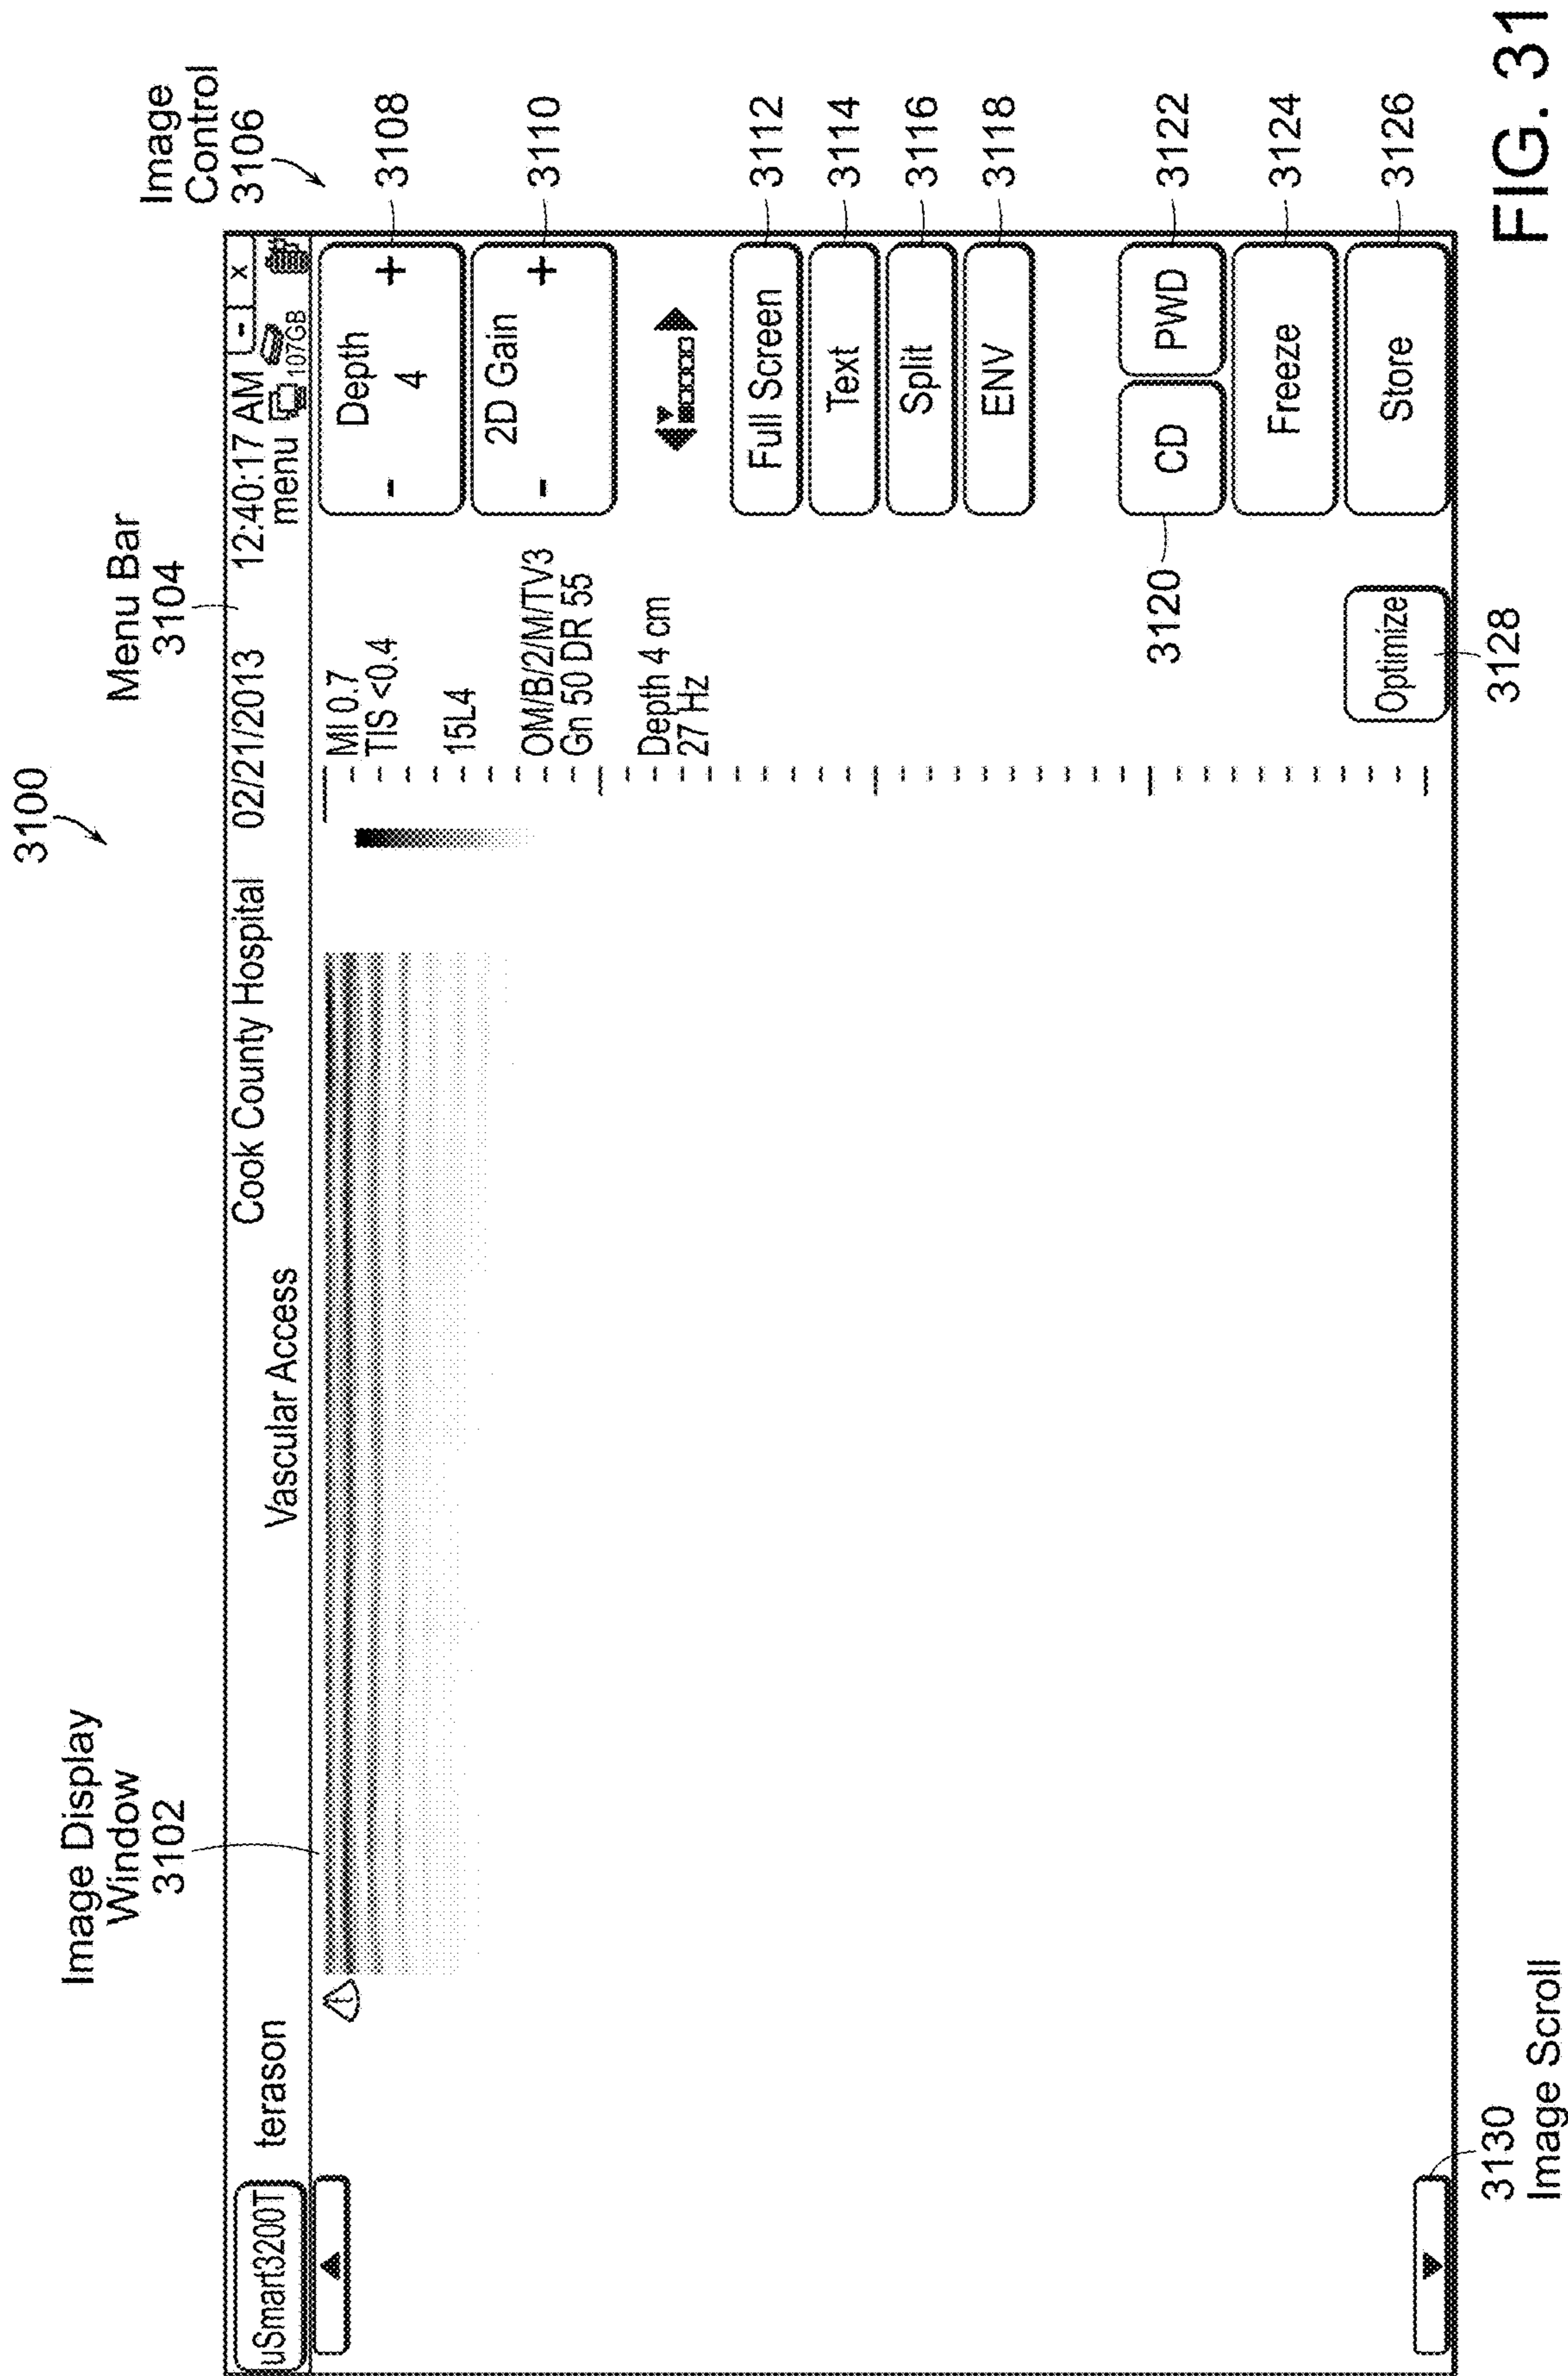 3100
Image Display
Window
3102
Menu Bar
3104
Image
Control
3106
uSmart3200T
terason
Cook County Hospital 02/21/2013 12:40:17 AM - x
Vascular Access
menu 107GB
MI 0.7
TIS <0.4
15L4
OM/B/2/M/TV3
Gn 50 DR 55
Depth 4 cm
27 Hz
Depth
- 4 +
3108
2D Gain
- +
3110
Full Screen
3112
Text
3114
Split
3116
ENV
3118
CD PWD
3120
3122
Freeze
3124
Store
3126
Optimize
3128
3130
Image Scroll
FIG. 31